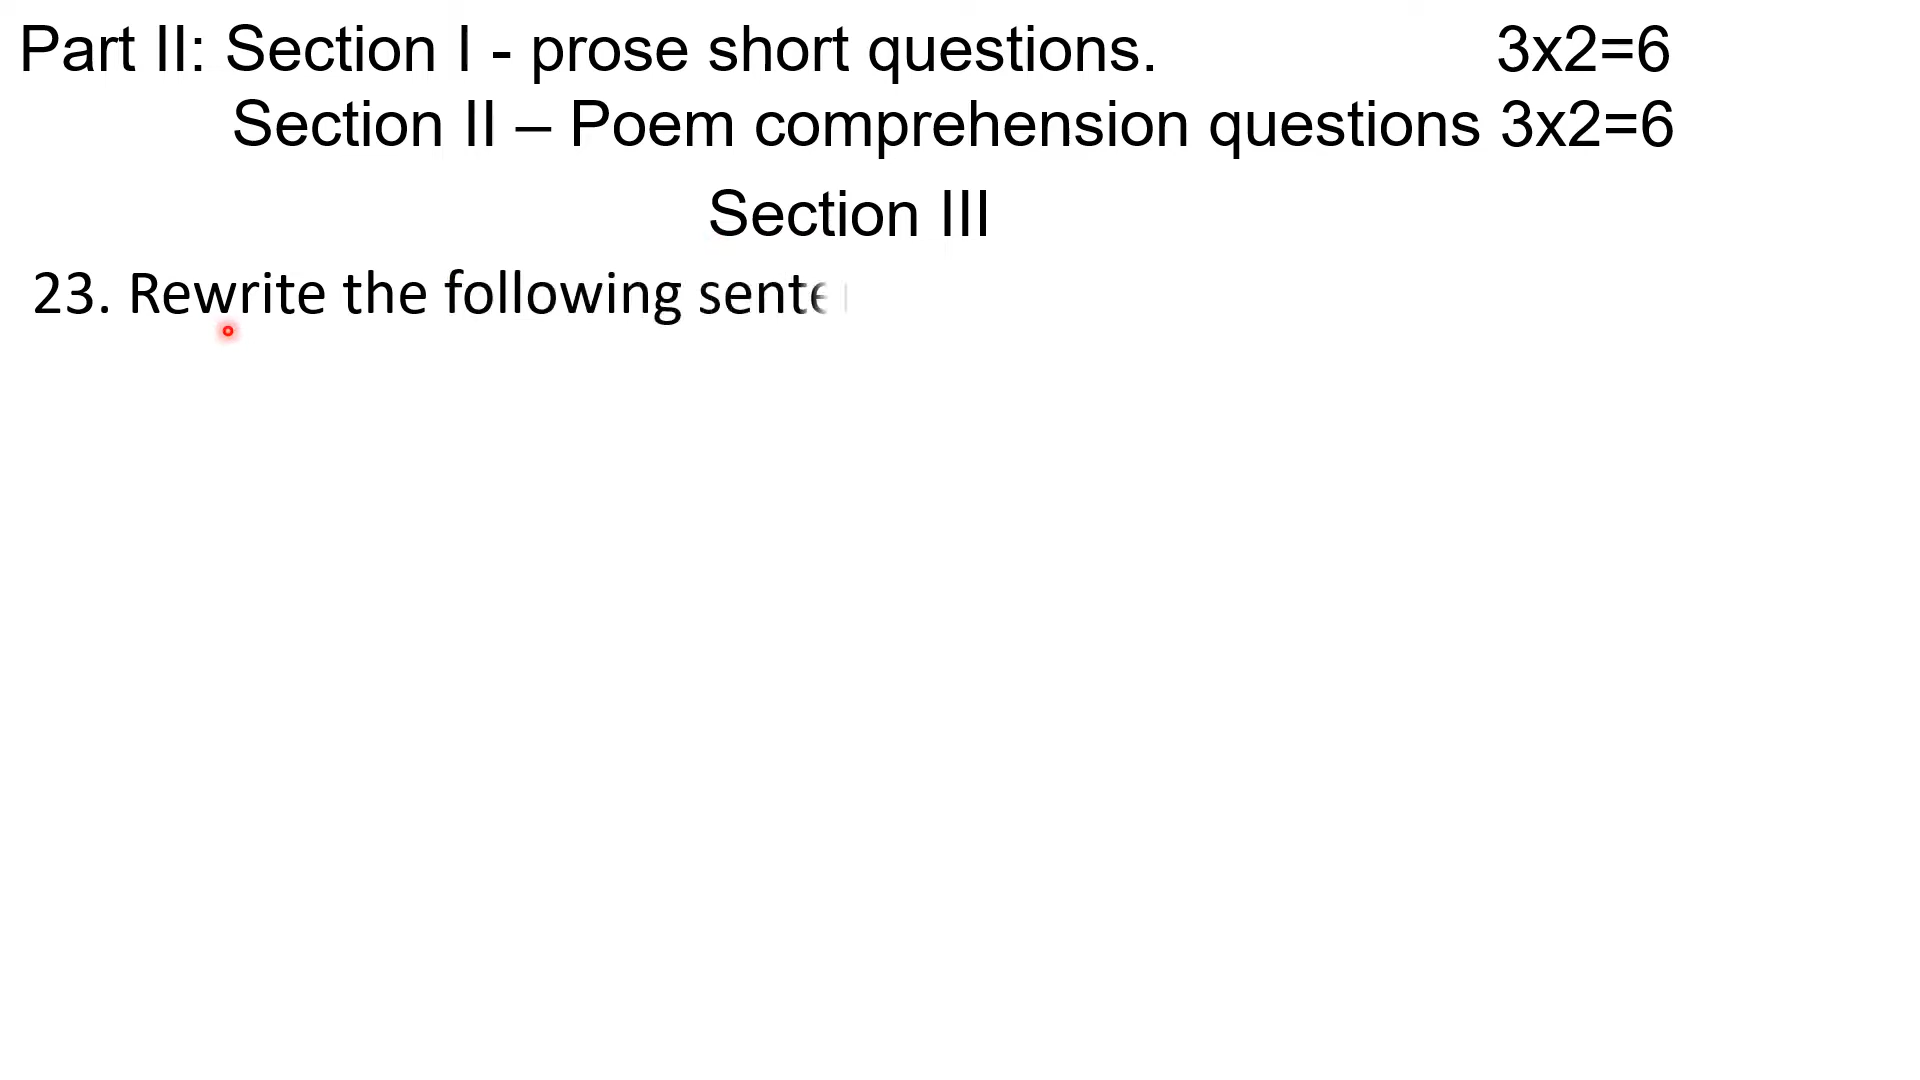 Part II: Section I - prose short questions. 3x2=6
Section II – Poem comprehension questions 3x2=6
Section III
23. Rewrite the following